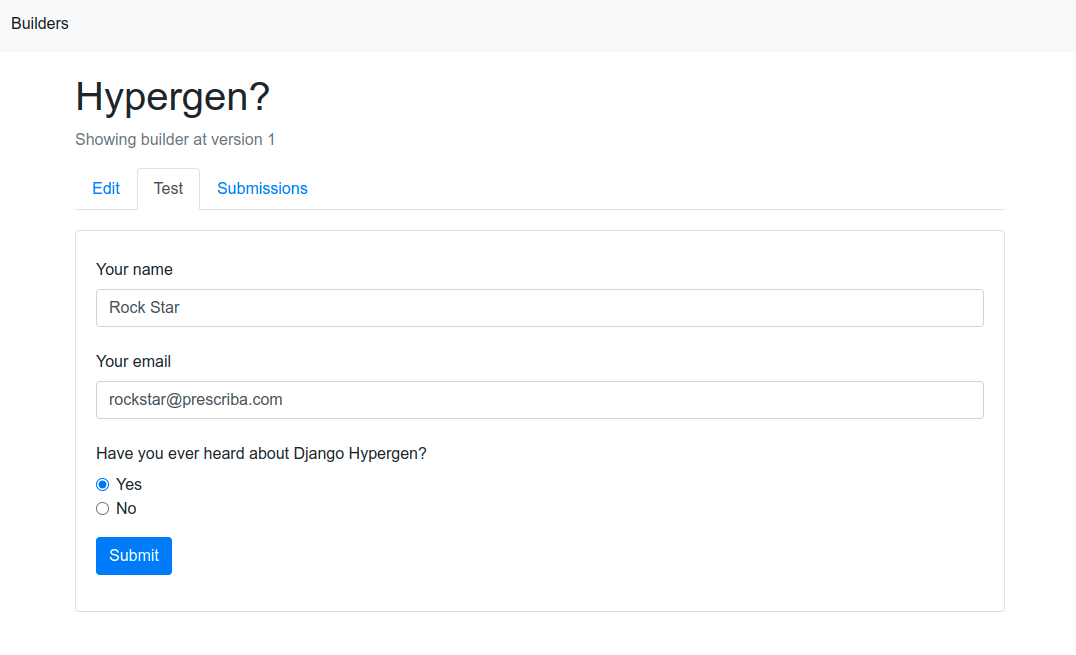 Builders
Hypergen?
Showing builder at version 1
Edit Test Submissions
Your name
Rock Star
Your email
rockstar@prescriba.com
Have you ever heard about Django Hypergen?
Yes
No
Submit